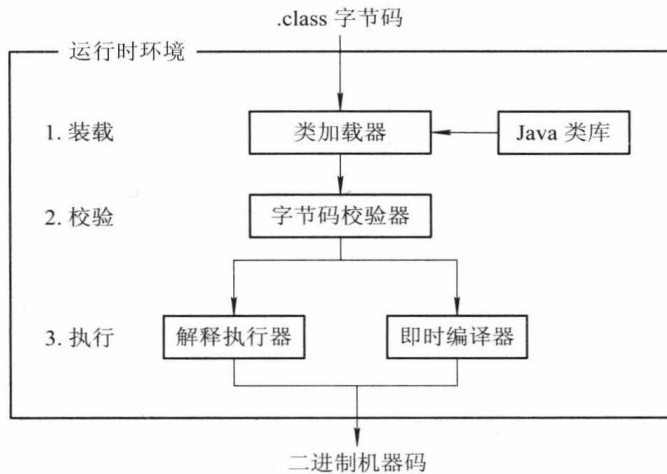 .class 字节码
运行时环境
1. 装载
类加载器
Java 类库
2. 校验
字节码校验器
3. 执行
解释执行器
即时编译器
二进制机器码